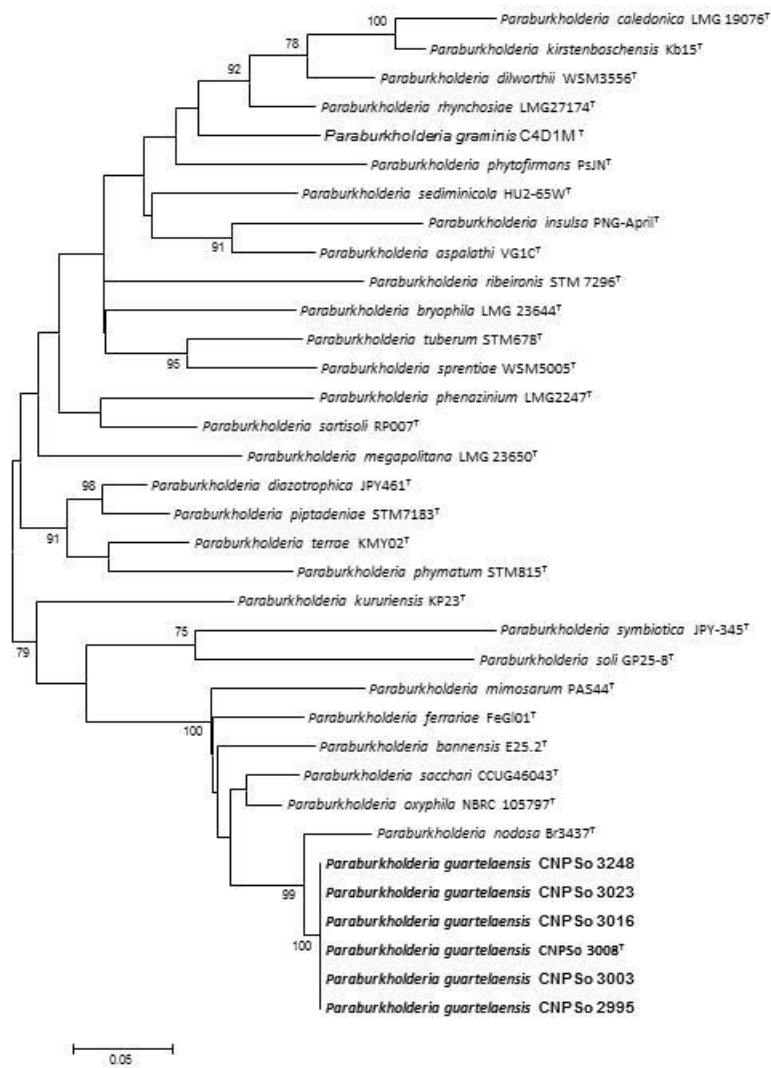 100
Paraburkholderia caledonica LMG 19076ᵀ
78
Paraburkholderia kirstenboschensis Kb15ᵀ
92
Paraburkholderia dilworthii WSM3556ᵀ
Paraburkholderia rhynchosiae LMG27174ᵀ
Paraburkholderia graminis C4D1M ᵀ
Paraburkholderia phytofirmans PsJNᵀ
Paraburkholderia sediminicola HU2-65Wᵀ
Paraburkholderia insulsa PNG-Aprilᵀ
91
Paraburkholderia aspalathi VG1Cᵀ
Paraburkholderia ribeironis STM 7296ᵀ
Paraburkholderia bryophila LMG 23644ᵀ
Paraburkholderia tuberum STM678ᵀ
95
Paraburkholderia sprentiae WSM5005ᵀ
Paraburkholderia phenazinium LMG2247ᵀ
Paraburkholderia sartisoli RP007ᵀ
Paraburkholderia megapolitana LMG 23650ᵀ
98
Paraburkholderia diazotrophica JPY461ᵀ
Paraburkholderia piptadeniae STM7183ᵀ
91
Paraburkholderia terrae KMY02ᵀ
Paraburkholderia phymatum STM815ᵀ
Paraburkholderia kururiensis KP23ᵀ
79
75
Paraburkholderia symbiotica JPY-345ᵀ
Paraburkholderia soli GP25-8ᵀ
Paraburkholderia mimosarum PAS44ᵀ
100
Paraburkholderia ferrariae FeGl01ᵀ
Paraburkholderia bannensis E25.2ᵀ
Paraburkholderia sacchari CCUG46043ᵀ
Paraburkholderia oxyphila NBRC 105797ᵀ
Paraburkholderia nodosa Br3437ᵀ
Paraburkholderia guartelaensis CNPSo 3248
99
Paraburkholderia guartelaensis CNPSo 3023
Paraburkholderia guartelaensis CNPSo 3016
100
Paraburkholderia guartelaensis CNPSo 3008ᵀ
Paraburkholderia guartelaensis CNPSo 3003
Paraburkholderia guartelaensis CNPSo 2995
0.05